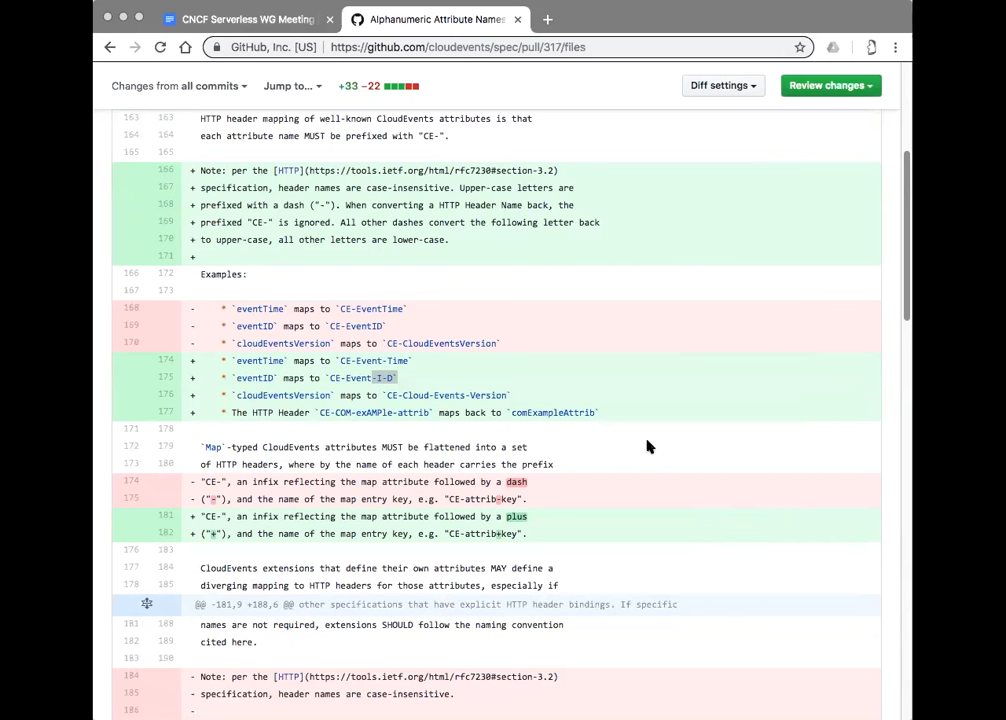 CNCF Serverless WG Meeting × Alphanumeric Attribute Names × +
GitHub, Inc. [US] | https://github.com/cloudevents/spec/pull/317/files
Changes from all commits Jump to... +33 −22 Diff settings Review changes
163 163 HTTP header mapping of well-known CloudEvents attributes is that
164 164 each attribute name MUST be prefixed with "CE-".
165 165
166 + Note: per the [HTTP](https://tools.ietf.org/html/rfc7230#section-3.2)
167 + specification, header names are case-insensitive. Upper-case letters are
168 + prefixed with a dash ("-"). When converting a HTTP Header Name back, the
169 + prefixed "CE-" is ignored. All other dashes convert the following letter back
170 + to upper-case, all other letters are lower-case.
171 +
166 172 Examples:
167 173
168 - * `eventTime` maps to `CE-EventTime`
169 - * `eventID` maps to `CE-EventID`
170 - * `cloudEventsVersion` maps to `CE-CloudEventsVersion`
174 + * `eventTime` maps to `CE-Event-Time`
175 + * `eventID` maps to `CE-Event-I-D`
176 + * `cloudEventsVersion` maps to `CE-Cloud-Events-Version`
177 + * The HTTP Header `CE-COM-exAMPle-attrib` maps back to `comExampleAttrib`
171 178
172 179 `Map`-typed CloudEvents attributes MUST be flattened into a set
173 180 of HTTP headers, where by the name of each header carries the prefix
174 - "CE-", an infix reflecting the map attribute followed by a dash
175 - ("-"), and the name of the map entry key, e.g. "CE-attrib-key".
181 + "CE-", an infix reflecting the map attribute followed by a plus
182 + ("+"), and the name of the map entry key, e.g. "CE-attrib+key".
176 183
177 184 CloudEvents extensions that define their own attributes MAY define a
178 185 diverging mapping to HTTP headers for those attributes, especially if
@@ -181,9 +188,6 @@ other specifications that have explicit HTTP header bindings. If specific
181 188 names are not required, extensions SHOULD follow the naming convention
182 189 cited here.
183 190
184 - Note: per the [HTTP](https://tools.ietf.org/html/rfc7230#section-3.2)
185 - specification, header names are case-insensitive.
186 -